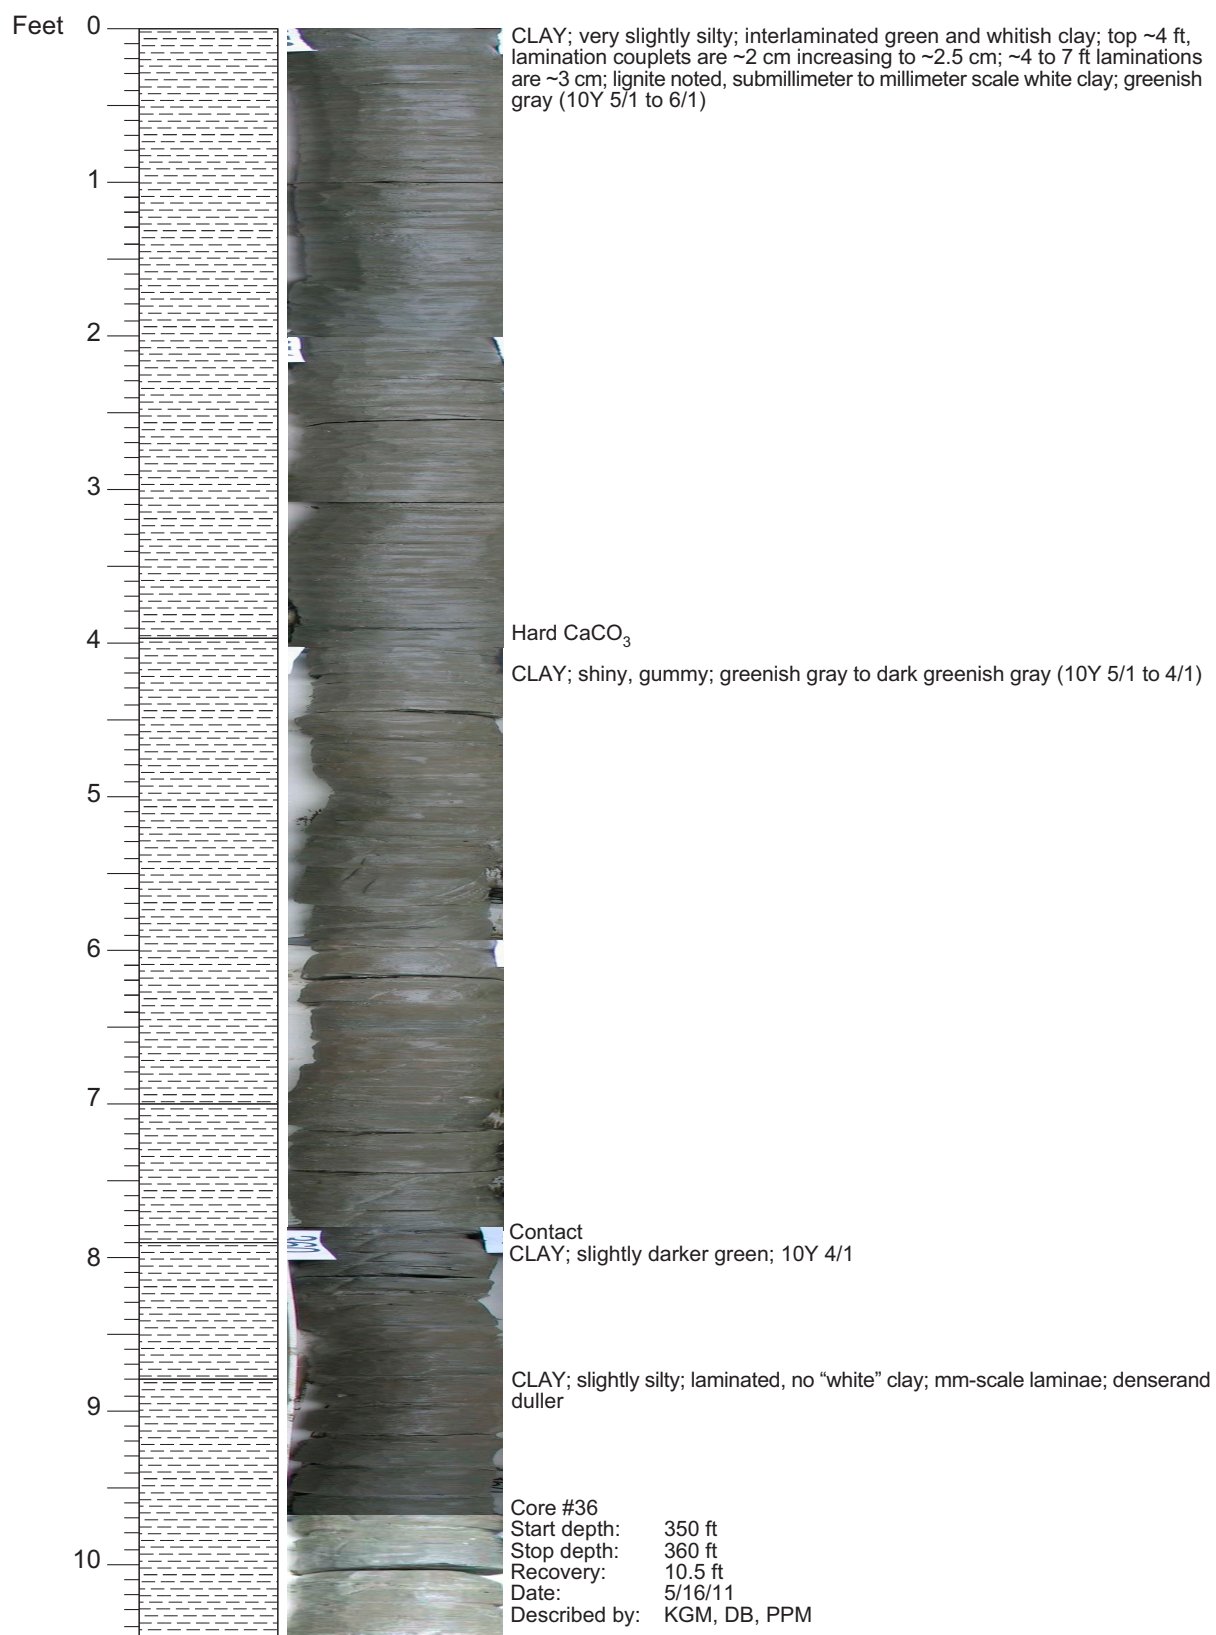 Feet 0
CLAY; very slightly silty; interlaminated green and whitish clay; top ~4 ft,
lamination couplets are ~2 cm increasing to ~2.5 cm; ~4 to 7 ft laminations
are ~3 cm; lignite noted, submillimeter to millimeter scale white clay; greenish
gray (10Y 5/1 to 6/1)
1
2
3
4
Hard CaCO3
CLAY; shiny, gummy; greenish gray to dark greenish gray (10Y 5/1 to 4/1)
5
6
7
Contact
8
CLAY; slightly darker green; 10Y 4/1
CLAY; slightly silty; laminated, no “white” clay; mm-scale laminae; denserand
duller
9
Core #36
Start depth: 350 ft
Stop depth: 360 ft
10
Recovery: 10.5 ft
Date: 5/16/11
Described by: KGM, DB, PPM